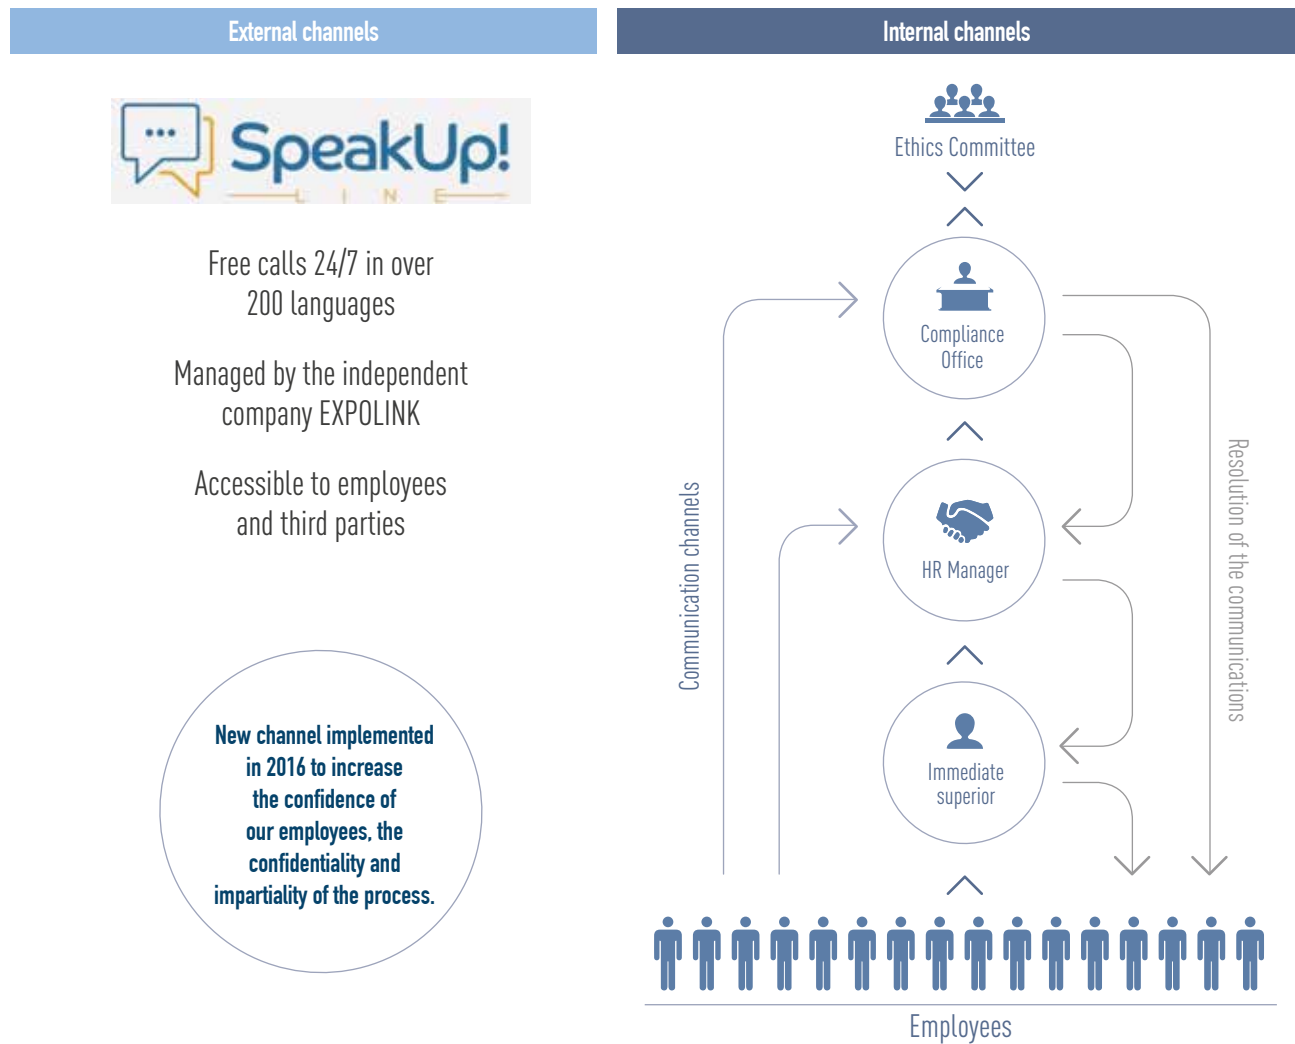 External channels
SpeakUp!
LINE
Free calls 24/7 in over
200 languages
Managed by the independent
company EXPOLINK
Accessible to employees
and third parties
New channel implemented
in 2016 to increase
the confidence of
our employees, the
confidentiality and
impartiality of the process.
Internal channels
Ethics Committee
Compliance
Office
HR Manager
Immediate
superior
Communication channels
Resolution of the communications
Employees